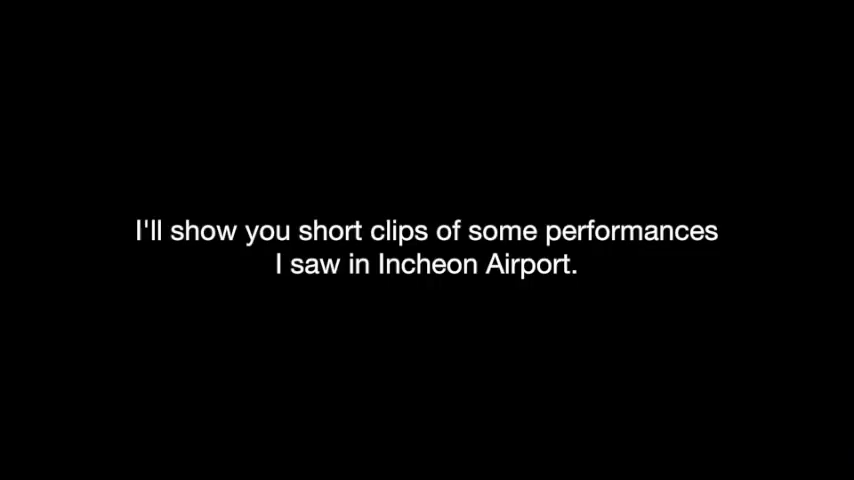 I'll show you short clips of some performances
I saw in Incheon Airport.